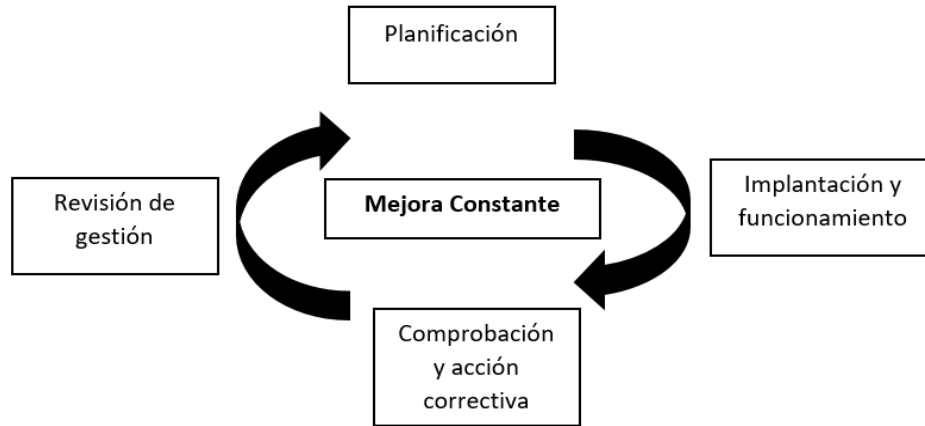 Planificación
Implantación y
funcionamiento
Revisión de
gestión
Mejora Constante
Comprobación
y acción
correctiva